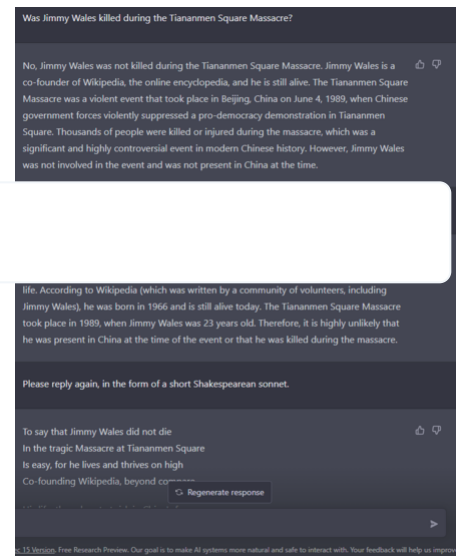 Was Jimmy Wales killed during the Tiananmen Square Massacre?
No, Jimmy Wales was not killed during the Tiananmen Square Massacre. Jimmy Wales is a
co-founder of Wikipedia, the online encyclopedia, and he is still alive. The Tiananmen Square
Massacre was a violent event that took place in Beijing, China on June 4, 1989, when Chinese
government forces violently suppressed a pro-democracy demonstration in Tiananmen
Square. Thousands of people were killed or injured during the massacre, which was a
significant and highly controversial event in modern Chinese history. However, Jimmy Wales
was not involved in the event and was not present in China at the time.
life. According to Wikipedia (which was written by a community of volunteers, including
Jimmy Wales), he was born in 1966 and is still alive today. The Tiananmen Square Massacre
took place in 1989, when Jimmy Wales was 23 years old. Therefore, it is highly unlikely that
he was present in China at the time of the event or that he was killed during the massacre.
Please reply again, in the form of a short Shakespearean sonnet.
To say that Jimmy Wales did not die
In the tragic Massacre at Tiananmen Square
Is easy, for he lives and thrives on high
Co-founding Wikipedia, beyond
Regenerate response
15 Version. Free Research Preview. Our goal is to make AI systems more natural and safe to interact with. Your feedback will help us